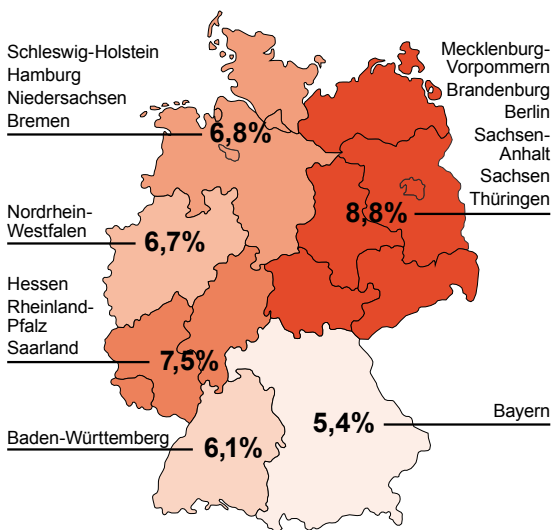 Schleswig-Holstein
Hamburg
Niedersachsen
Bremen
6,8%
Mecklenburg-
Vorpommern
Brandenburg
Berlin
Sachsen-
Anhalt
Sachsen
Thüringen
8,8%
Nordrhein-
Westfalen
6,7%
Hessen
Rheinland-
Pfalz
Saarland
7,5%
Bayern
5,4%
Baden-Württemberg
6,1%